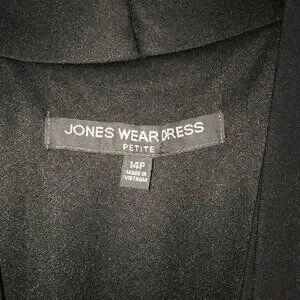 JONES WEAR DRESS
PETITE
14P
MADE IN
VIETNAM